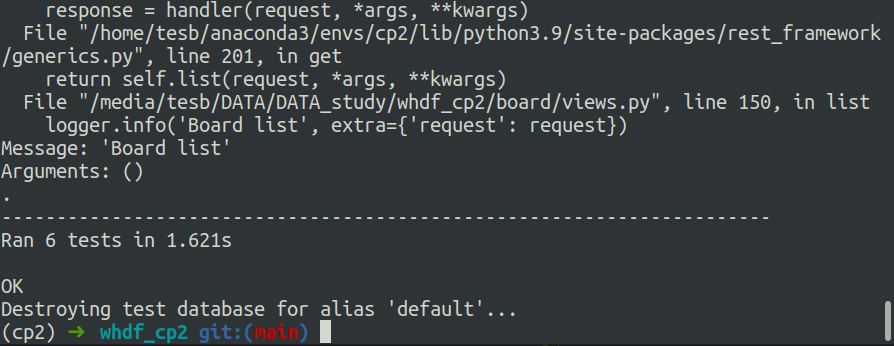 response = handler(request, *args, **kwargs)
  File "/home/tesb/anaconda3/envs/cp2/lib/python3.9/site-packages/rest_framework
/generics.py", line 201, in get
    return self.list(request, *args, **kwargs)
  File "/media/tesb/DATA/DATA_study/whdf_cp2/board/views.py", line 150, in list
    logger.info('Board list', extra={'request': request})
Message: 'Board list'
Arguments: ()
.
----------------------------------------------------------------------
Ran 6 tests in 1.621s

OK
Destroying test database for alias 'default'...
(cp2) ➜ whdf_cp2 git:(main)